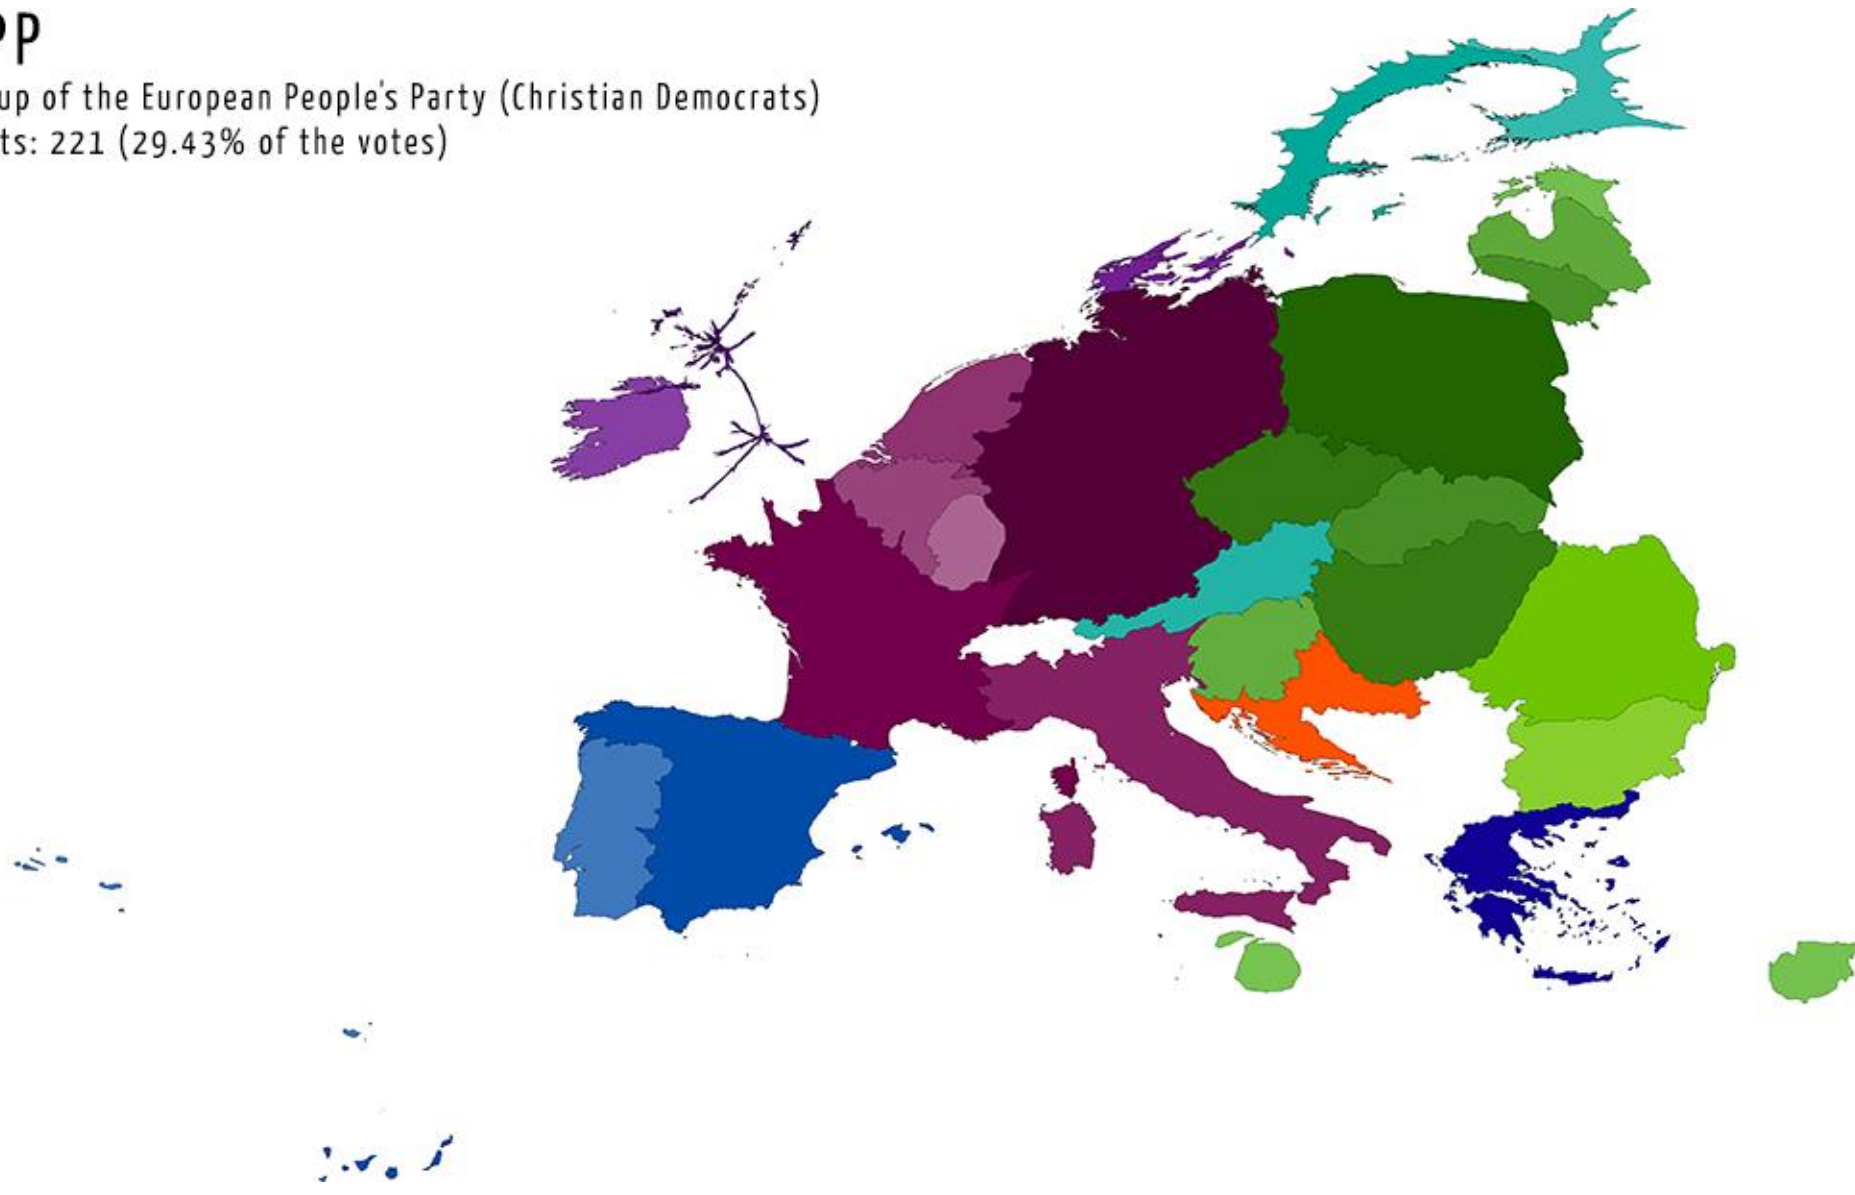 PP
up of the European People's Party (Christian Democrats)
ts: 221 (29.43% of the votes)